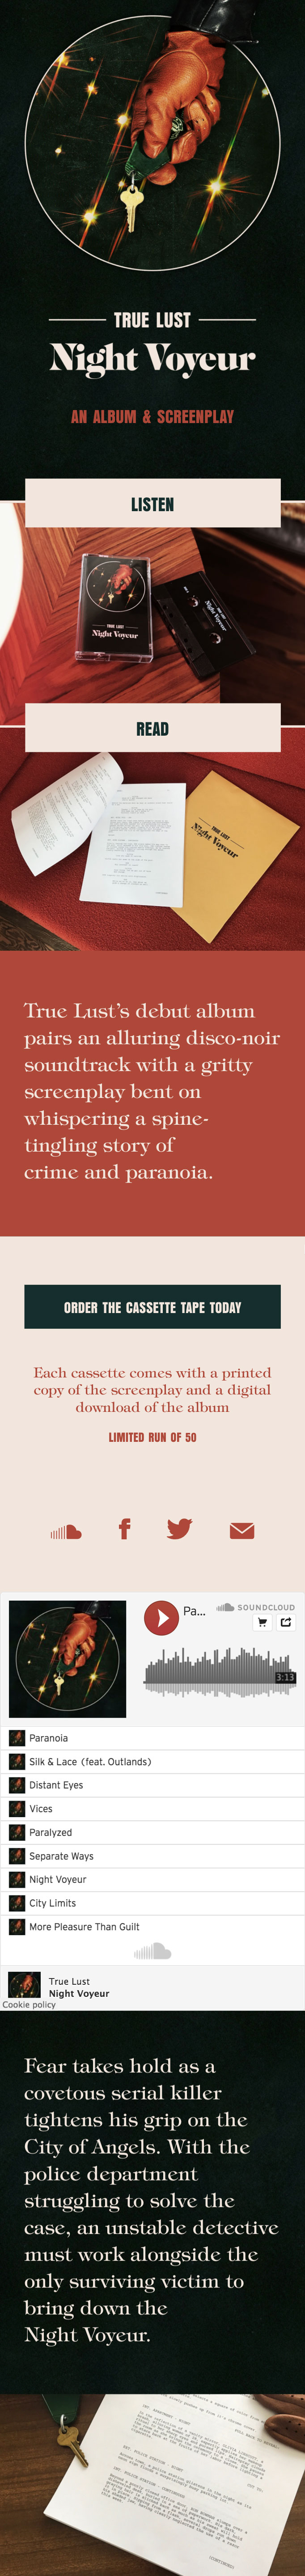 TRUE LUST
Night Voyeur
AN ALBUM & SCREENPLAY
LISTEN
TRUE LUST
Night Voyeur
TRUE LUST
Night Voyeur
READ
TRUE LUST
Night Voyeur
True Lust's debut album
pairs an alluring disco-noir
soundtrack with a gritty
screenplay bent on
whispering a spine-
tingling story of
crime and paranoia.
ORDER THE CASSETTE TAPE TODAY
Each cassette comes with a printed
copy of the screenplay and a digital
download of the album
LIMITED RUN OF 50
Pa...
SOUNDCLOUD
3:13
Paranoia
Silk & Lace (feat. Outlands)
Distant Eyes
Vices
Paralyzed
Separate Ways
Night Voyeur
City Limits
More Pleasure Than Guilt
True Lust
Night Voyeur
Cookie policy
Fear takes hold as a
covetous serial killer
tightens his grip on the
City of Angels. With the
police department
struggling to solve the
case, an unstable detective
must work alongside the
only surviving victim to
bring down the
Night Voyeur.
(CONTINUED)